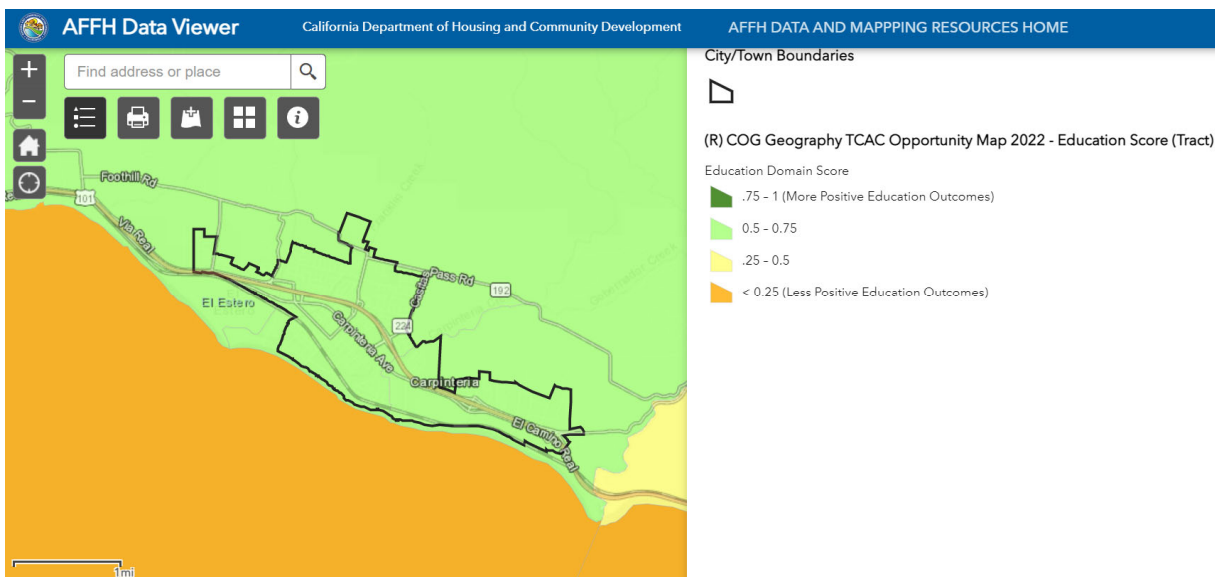 AFFH Data Viewer
California Department of Housing and Community Development
AFFH DATA AND MAPPPING RESOURCES HOME
+
Find address or place
−
City/Town Boundaries
(R) COG Geography TCAC Opportunity Map 2022 - Education Score (Tract)
Education Domain Score
.75 - 1 (More Positive Education Outcomes)
0.5 - 0.75
.25 - 0.5
< 0.25 (Less Positive Education Outcomes)
Foothill Rd
101
Via Real
El Estero
Pass Rd
192
224
Carpinteria Ave
Carpinteria
El Camino Real
1mi